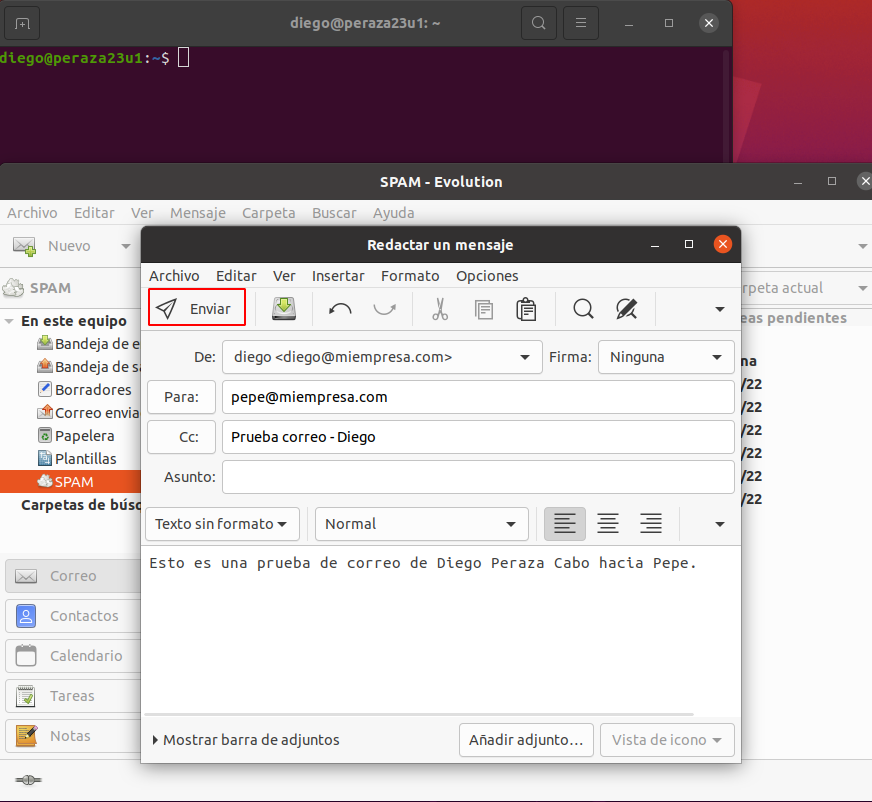 diego@peraza23u1: ~
diego@peraza23u1:~$
SPAM - Evolution
Archivo Editar Ver Mensaje Carpeta Buscar Ayuda
Nuevo
Redactar un mensaje
Archivo Editar Ver Insertar Formato Opciones
SPAM
rpeta actual
Enviar
En este equipo
eas pendientes
De: diego <diego@miempresa.com> Firma: Ninguna
Bandeja de e
na
Bandeja de sa
/22
Borradores
Para: pepe@miempresa.com
/22
Correo envia
/22
Papelera
Cc: Prueba correo - Diego
/22
Plantillas
/22
SPAM
Asunto:
/22
Carpetas de búsc
Texto sin formato Normal
Esto es una prueba de correo de Diego Peraza Cabo hacia Pepe.
Correo
Contactos
Calendario
Tareas
Notas
Mostrar barra de adjuntos Añadir adjunto... Vista de icono